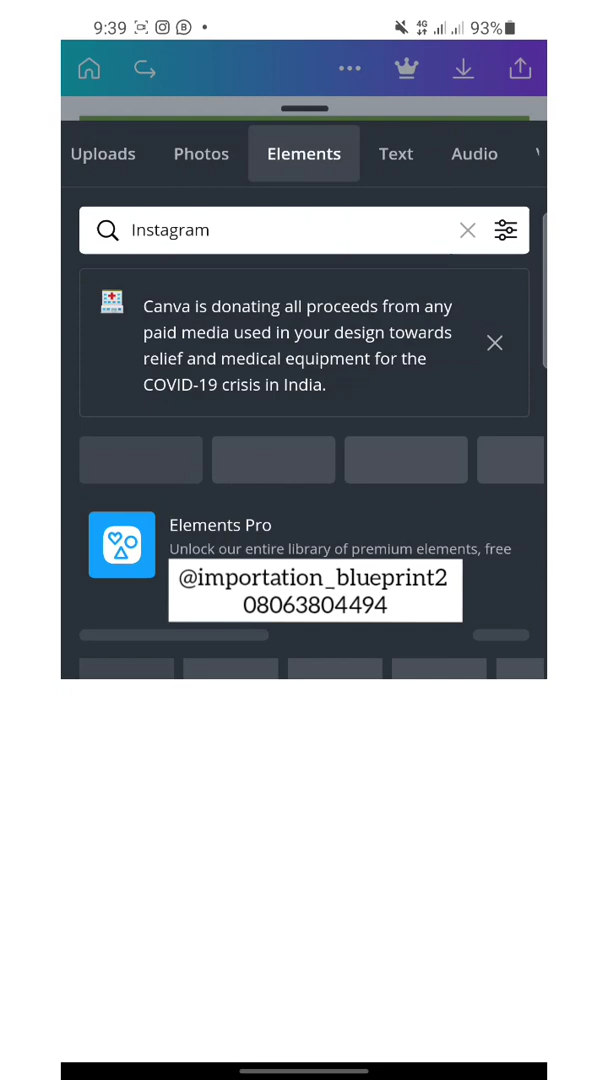 9:39 4G 93%
Uploads Photos Elements Text Audio
Instagram
Canva is donating all proceeds from any
paid media used in your design towards
relief and medical equipment for the
COVID-19 crisis in India.
Elements Pro
Unlock our entire library of premium elements, free
@importation_blueprint2
08063804494